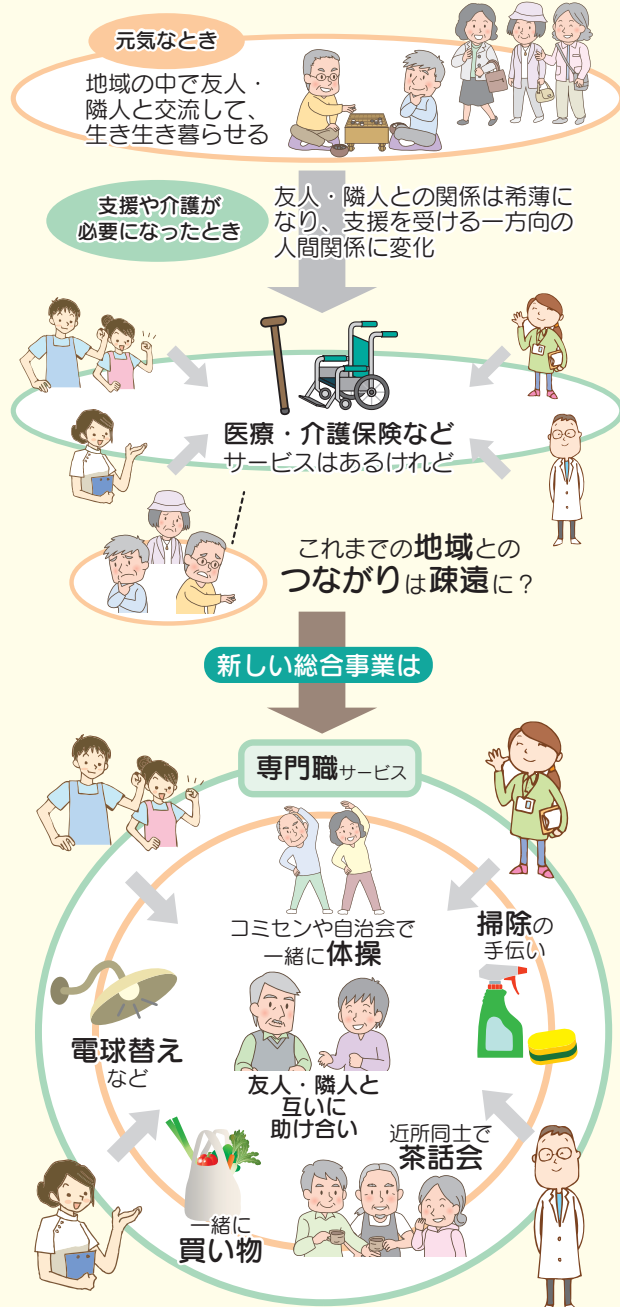 元気なとき
地域の中で友人・
隣人と交流して、
生き生き暮らせる
支援や介護が
必要になったとき
友人・隣人との関係は希薄に
なり、支援を受ける一方向の
人間関係に変化
医療・介護保険など
サービスはあるけれど
これまでの地域との
つながりは疎遠に？
新しい総合事業は
専門職サービス
コミセンや自治会で
一緒に体操
掃除の
手伝い
電球替え
など
友人・隣人と
互いに
助け合い
近所同士で
茶話会
一緒に
買い物